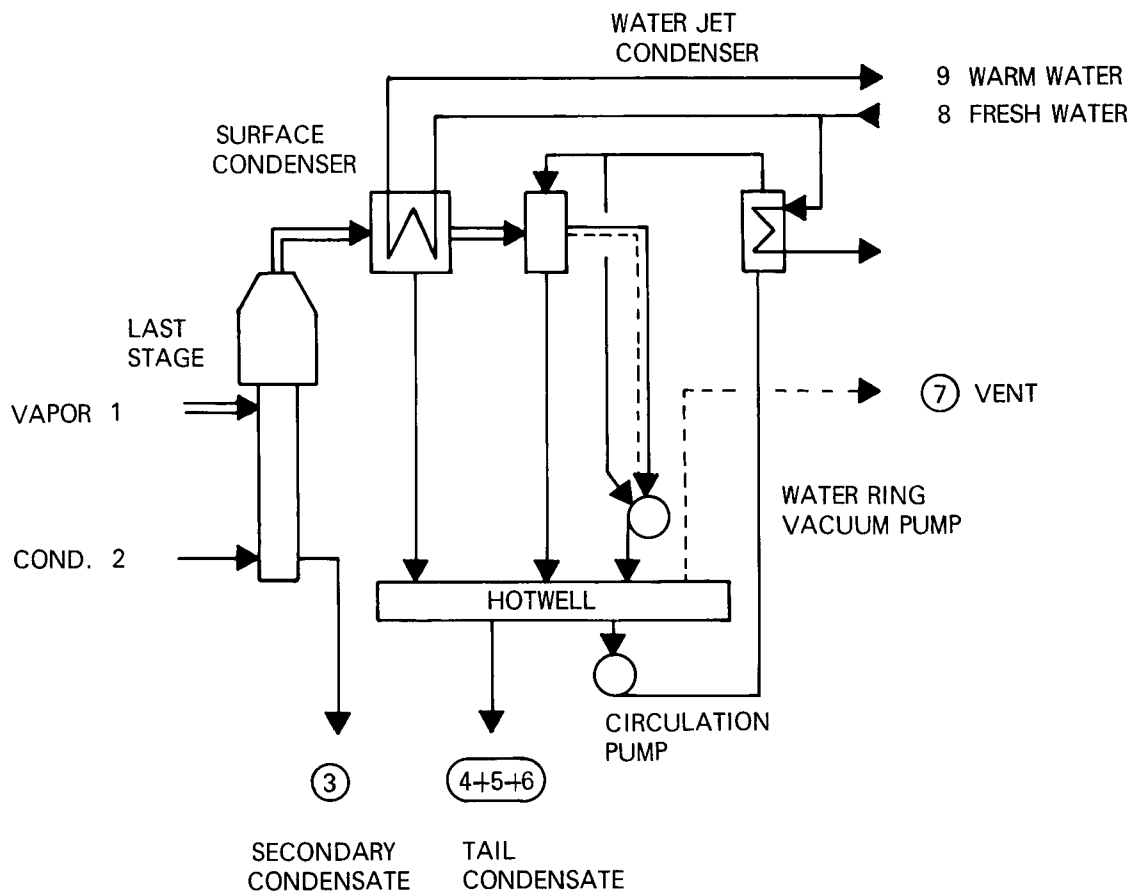 WATER JET
CONDENSER
9 WARM WATER
8 FRESH WATER
SURFACE
CONDENSER
LAST
STAGE
VAPOR 1
7 VENT
WATER RING
VACUUM PUMP
COND. 2
HOTWELL
CIRCULATION
PUMP
3
4+5+6
SECONDARY
CONDENSATE
TAIL
CONDENSATE